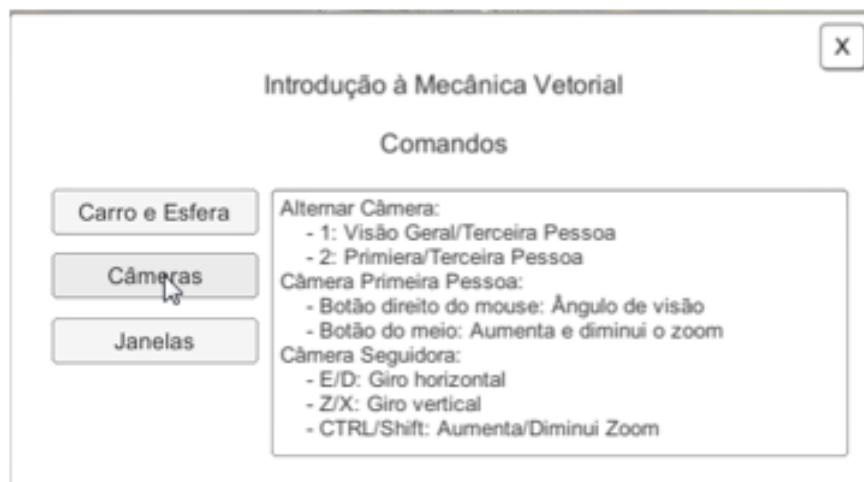 X
Introdução à Mecânica Vetorial
Comandos
Carro e Esfera
Câmeras
Janelas
Alternar Câmera:
- 1: Visão Geral/Terceira Pessoa
- 2: Primiera/Terceira Pessoa
Câmera Primeira Pessoa:
- Botão direito do mouse: Ângulo de visão
- Botão do meio: Aumenta e diminui o zoom
Câmera Seguidora:
- E/D: Giro horizontal
- Z/X: Giro vertical
- CTRL/Shift: Aumenta/Diminui Zoom